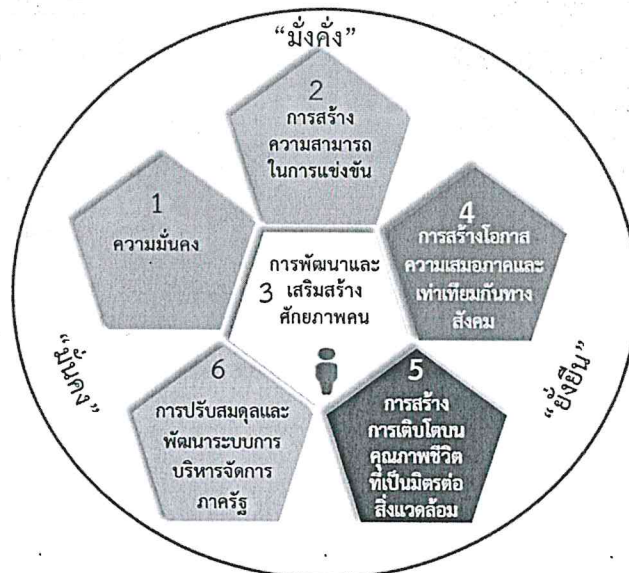 “มั่งคั่ง”
2
การสร้าง
ความสามารถ
ในการแข่งขัน
1
ความมั่นคง
4
การสร้างโอกาส
ความเสมอภาคและ
เท่าเทียมกันทาง
สังคม
การพัฒนาและ
3 เสริมสร้าง
ศักยภาพคน
“มั่นคง”
“ยั่งยืน”
6
การปรับสมดุลและ
พัฒนาระบบการ
บริหารจัดการ
ภาครัฐ
5
การสร้าง
การเติบโตบน
คุณภาพชีวิต
ที่เป็นมิตรต่อ
สิ่งแวดล้อม